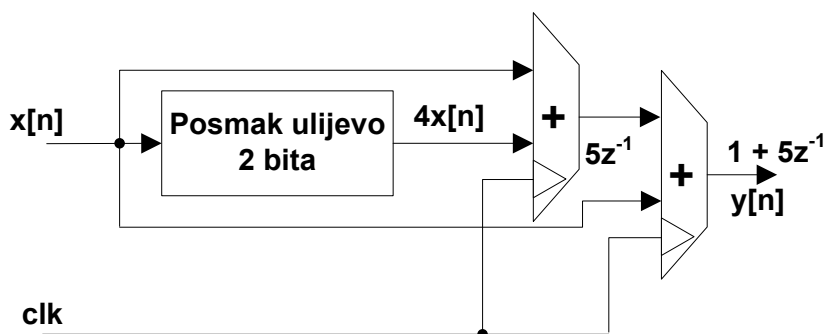 x[n]
Posmak ulijevo
2 bita
4x[n]
+
5z⁻¹
+
1 + 5z⁻¹
y[n]
clk